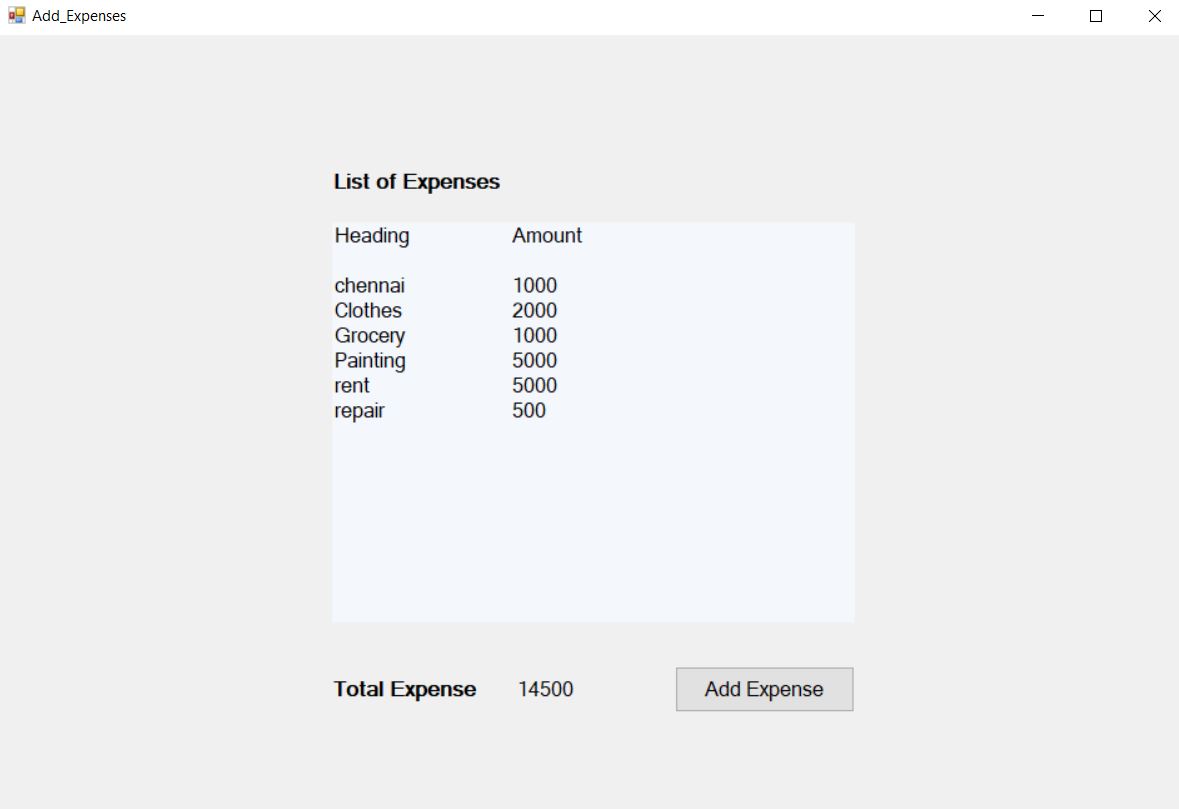 Add_Expenses
List of Expenses
Heading Amount
chennai 1000
Clothes 2000
Grocery 1000
Painting 5000
rent 5000
repair 500
Total Expense 14500 Add Expense